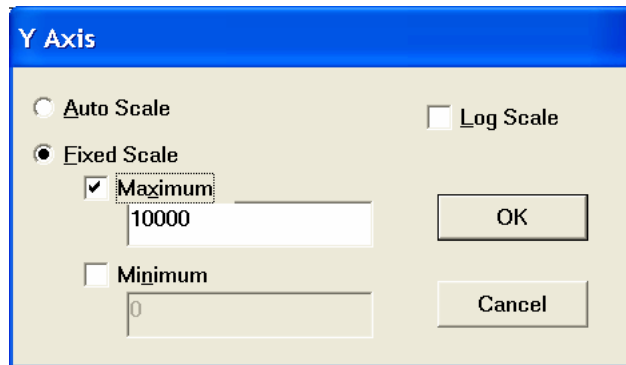 Y Axis
Auto Scale
Log Scale
Fixed Scale
Maximum
10000
OK
Minimum
0
Cancel